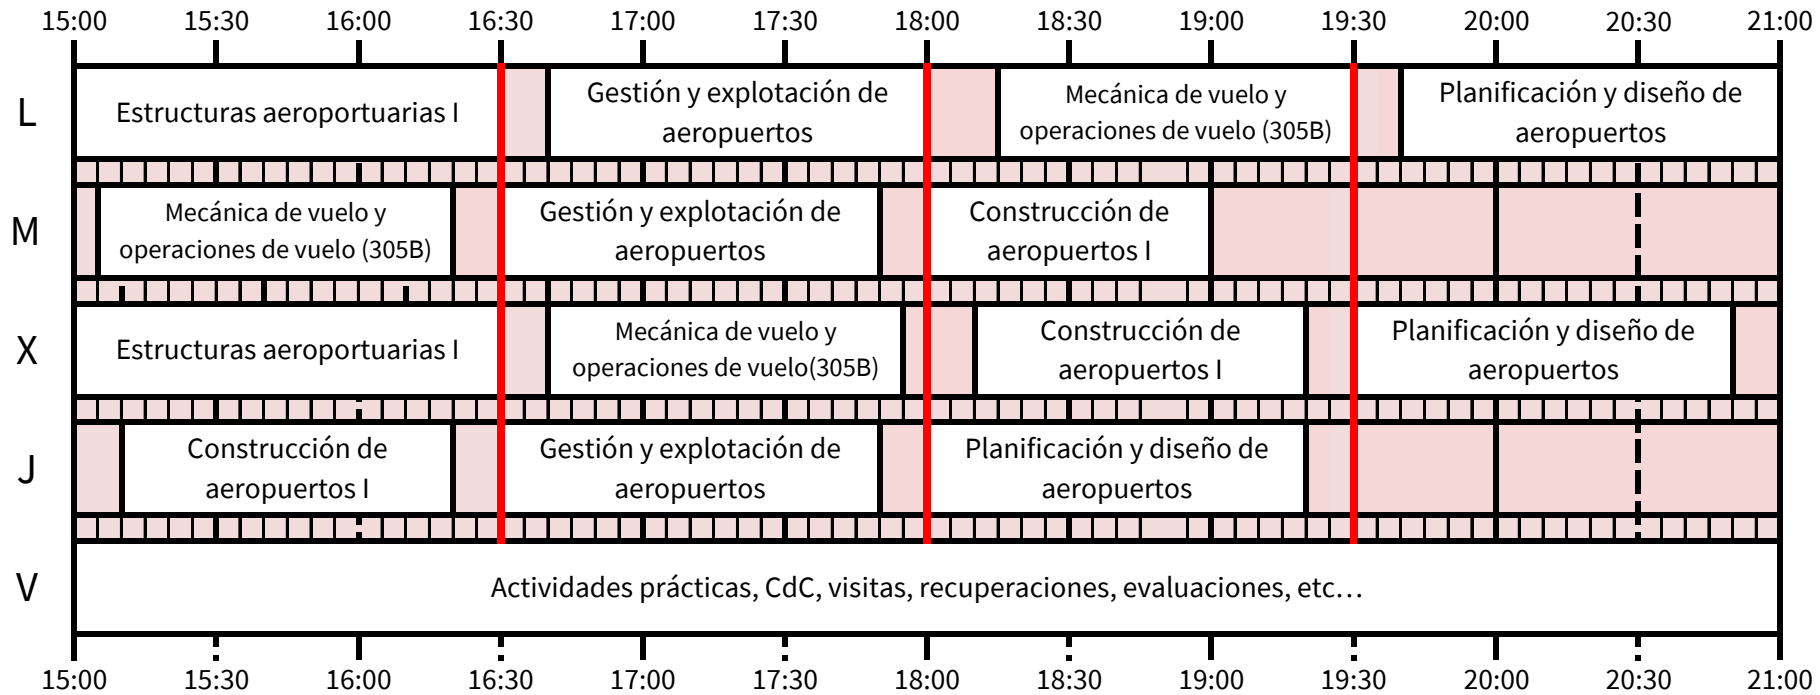 15:00 15:30 16:00 16:30 17:00 17:30 18:00 18:30 19:00 19:30 20:00 20:30 21:00
L
Estructuras aeroportuarias I
Gestión y explotación de
aeropuertos
Mecánica de vuelo y
operaciones de vuelo (305B)
Planificación y diseño de
aeropuertos
M
Mecánica de vuelo y
operaciones de vuelo (305B)
Gestión y explotación de
aeropuertos
Construcción de
aeropuertos I
X
Estructuras aeroportuarias I
Mecánica de vuelo y
operaciones de vuelo(305B)
Construcción de
aeropuertos I
Planificación y diseño de
aeropuertos
J
Construcción de
aeropuertos I
Gestión y explotación de
aeropuertos
Planificación y diseño de
aeropuertos
V
Actividades prácticas, CdC, visitas, recuperaciones, evaluaciones, etc…
15:00 15:30 16:00 16:30 17:00 17:30 18:00 18:30 19:00 19:30 20:00 20:30 21:00